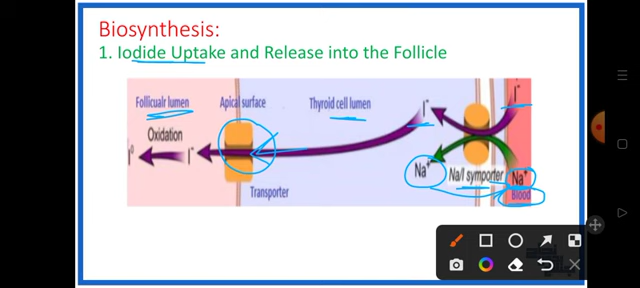 Biosynthesis:
1. Iodide Uptake and Release into the Follicle
Follicualr lumen Apical surface Thyroid cell lumen I⁻ I⁻
Oxidation
I⁰ I⁻ Na⁺ Na/I symporter Na⁺
Transporter Blood